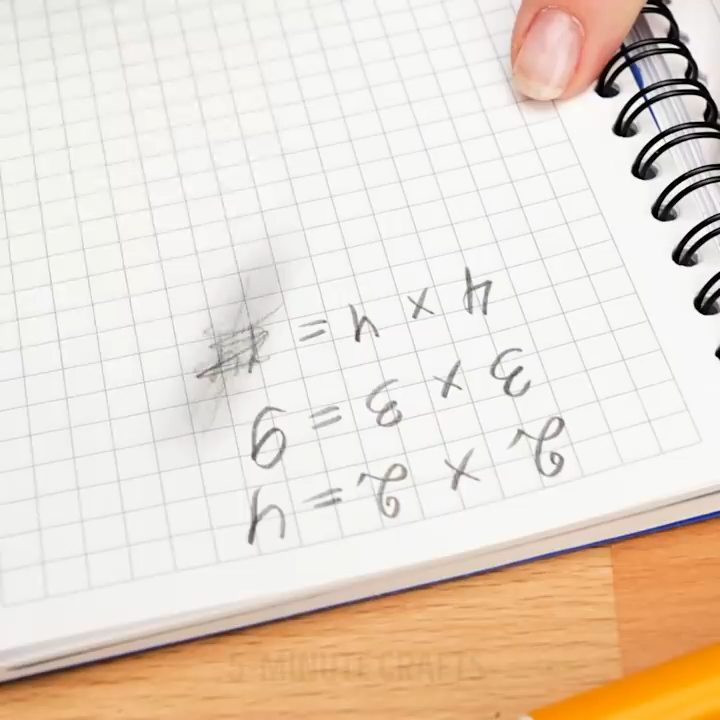 2 x 2 = 4
3 x 3 = 9
4 x 4 =
5-MINUTE CRAFTS